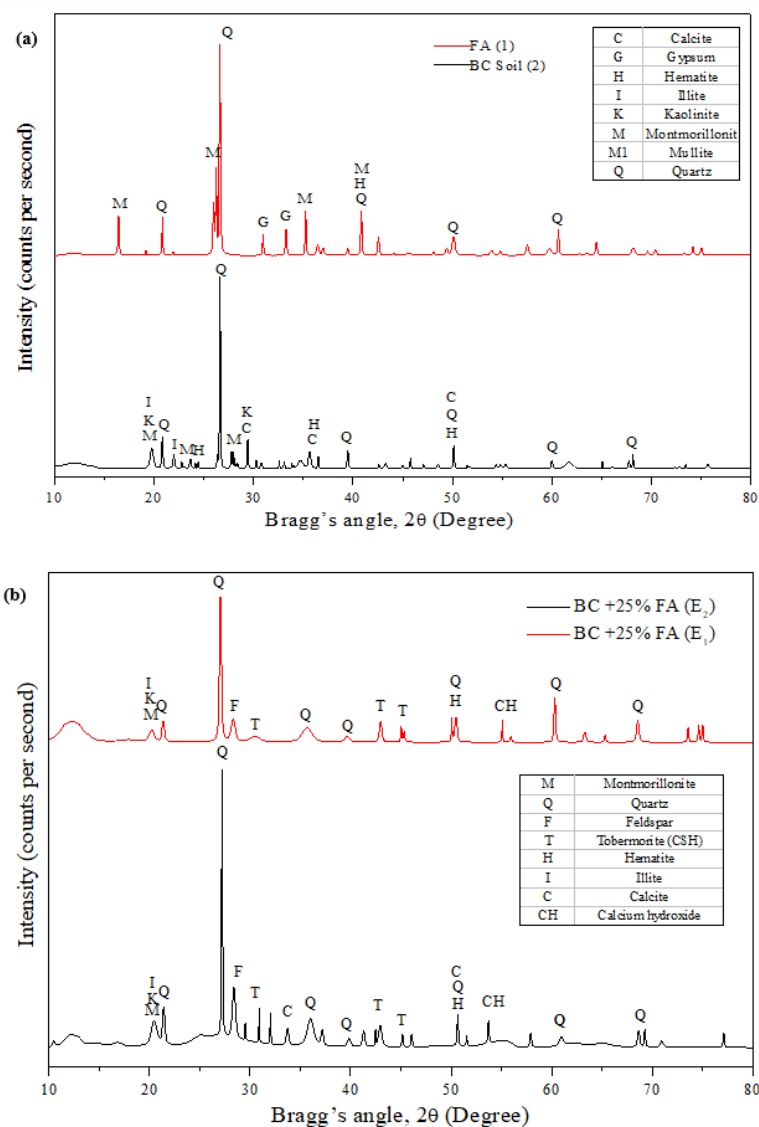 (a)
Q
FA (1)
BC Soil (2)
C Calcite
G Gypsum
H Hematite
I Illite
K Kaolinite
M Montmorillonit
M1 Mullite
Q Quartz
M
M
H
M Q G G M Q Q Q
Q
I C
K K H Q
M Q I M H M C C Q H Q Q
10 20 30 40 50 60 70 80
Bragg's angle, 2θ (Degree)
Intensity (counts per second)
(b)
Q
BC +25% FA (E2)
BC +25% FA (E1)
I Q
K H
M Q F T Q Q T T CH Q Q
Q
M Montmorillonite
Q Quartz
F Feldspar
T Tobermorite (CSH)
H Hematite
I Illite
C Calcite
CH Calcium hydroxide
I C
K Q
M Q F T C Q Q T T H CH Q Q
10 20 30 40 50 60 70 80
Bragg's angle, 2θ (Degree)
Intensity (counts per second)